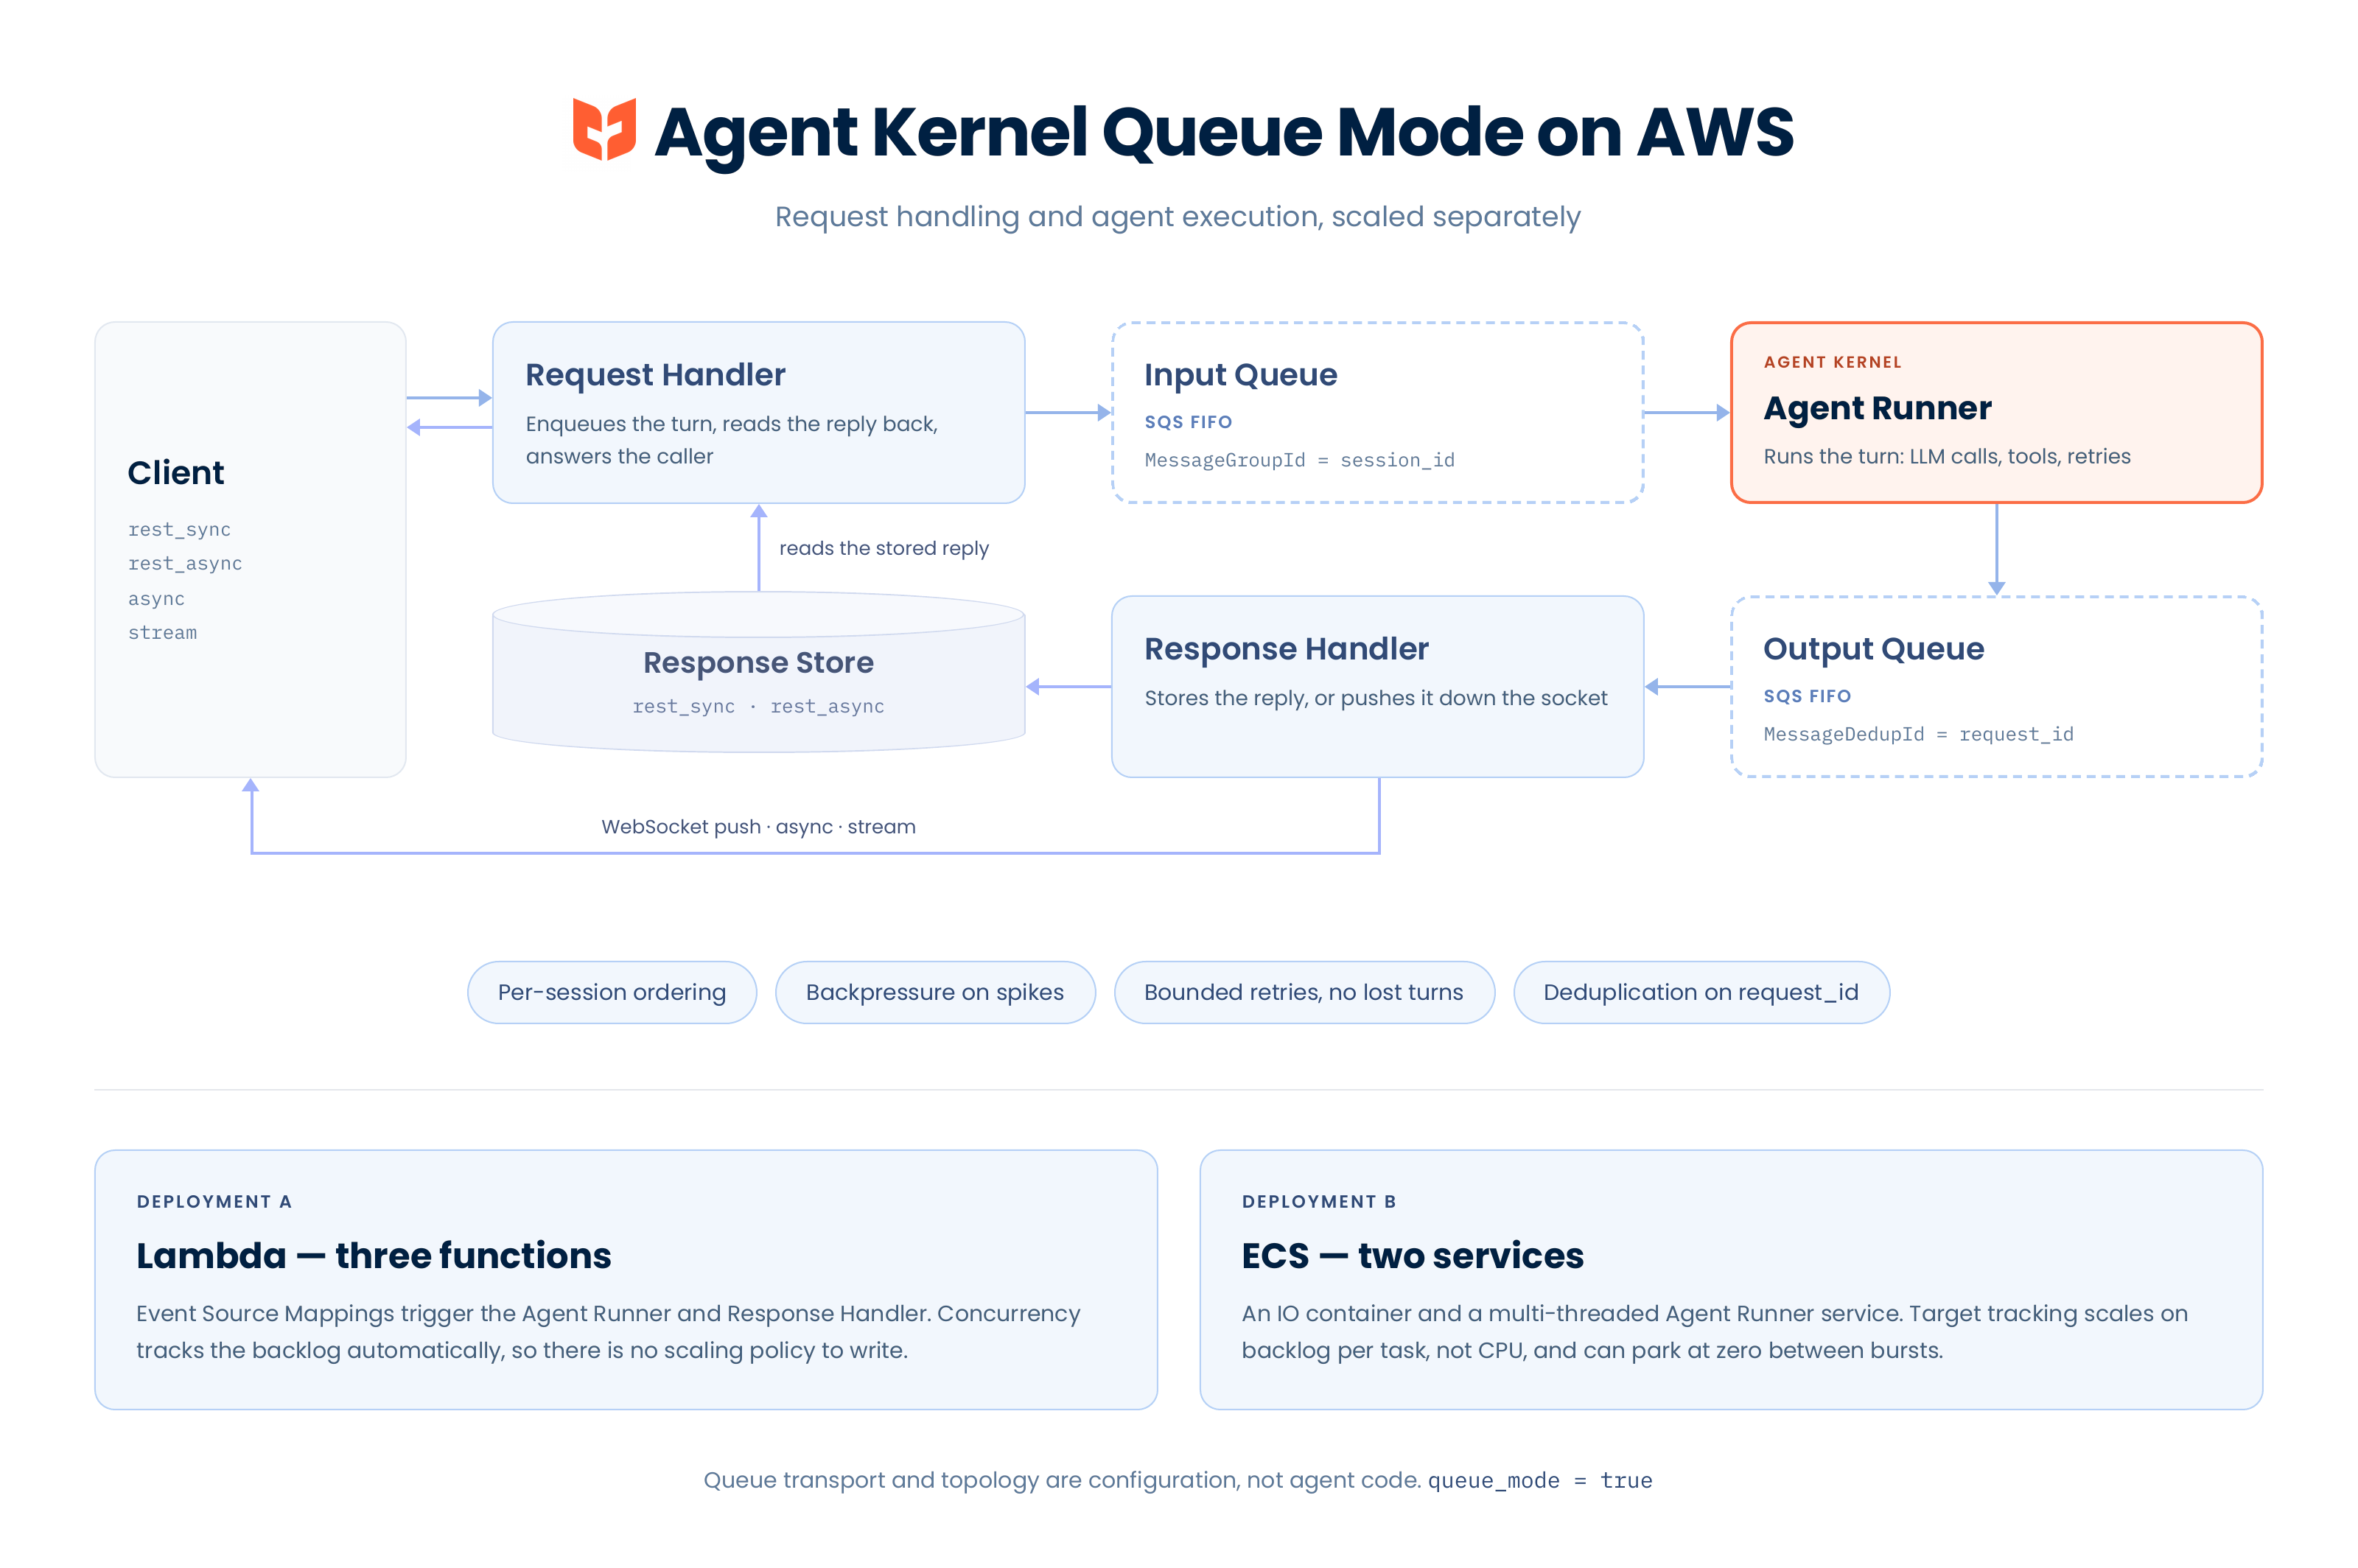 Agent Kernel Queue Mode on AWS
Request handling and agent execution, scaled separately
Client
rest_sync
rest_async
async
stream
Request Handler
Enqueues the turn, reads the reply back,
answers the caller
Input Queue
SQS FIFO
MessageGroupId = session_id
AGENT KERNEL
Agent Runner
Runs the turn: LLM calls, tools, retries
reads the stored reply
Response Store
rest_sync · rest_async
Response Handler
Stores the reply, or pushes it down the socket
Output Queue
SQS FIFO
MessageDedupId = request_id
WebSocket push · async · stream
Per-session ordering
Backpressure on spikes
Bounded retries, no lost turns
Deduplication on request_id
DEPLOYMENT A
Lambda — three functions
Event Source Mappings trigger the Agent Runner and Response Handler. Concurrency
tracks the backlog automatically, so there is no scaling policy to write.
DEPLOYMENT B
ECS — two services
An IO container and a multi-threaded Agent Runner service. Target tracking scales on
backlog per task, not CPU, and can park at zero between bursts.
Queue transport and topology are configuration, not agent code. queue_mode = true